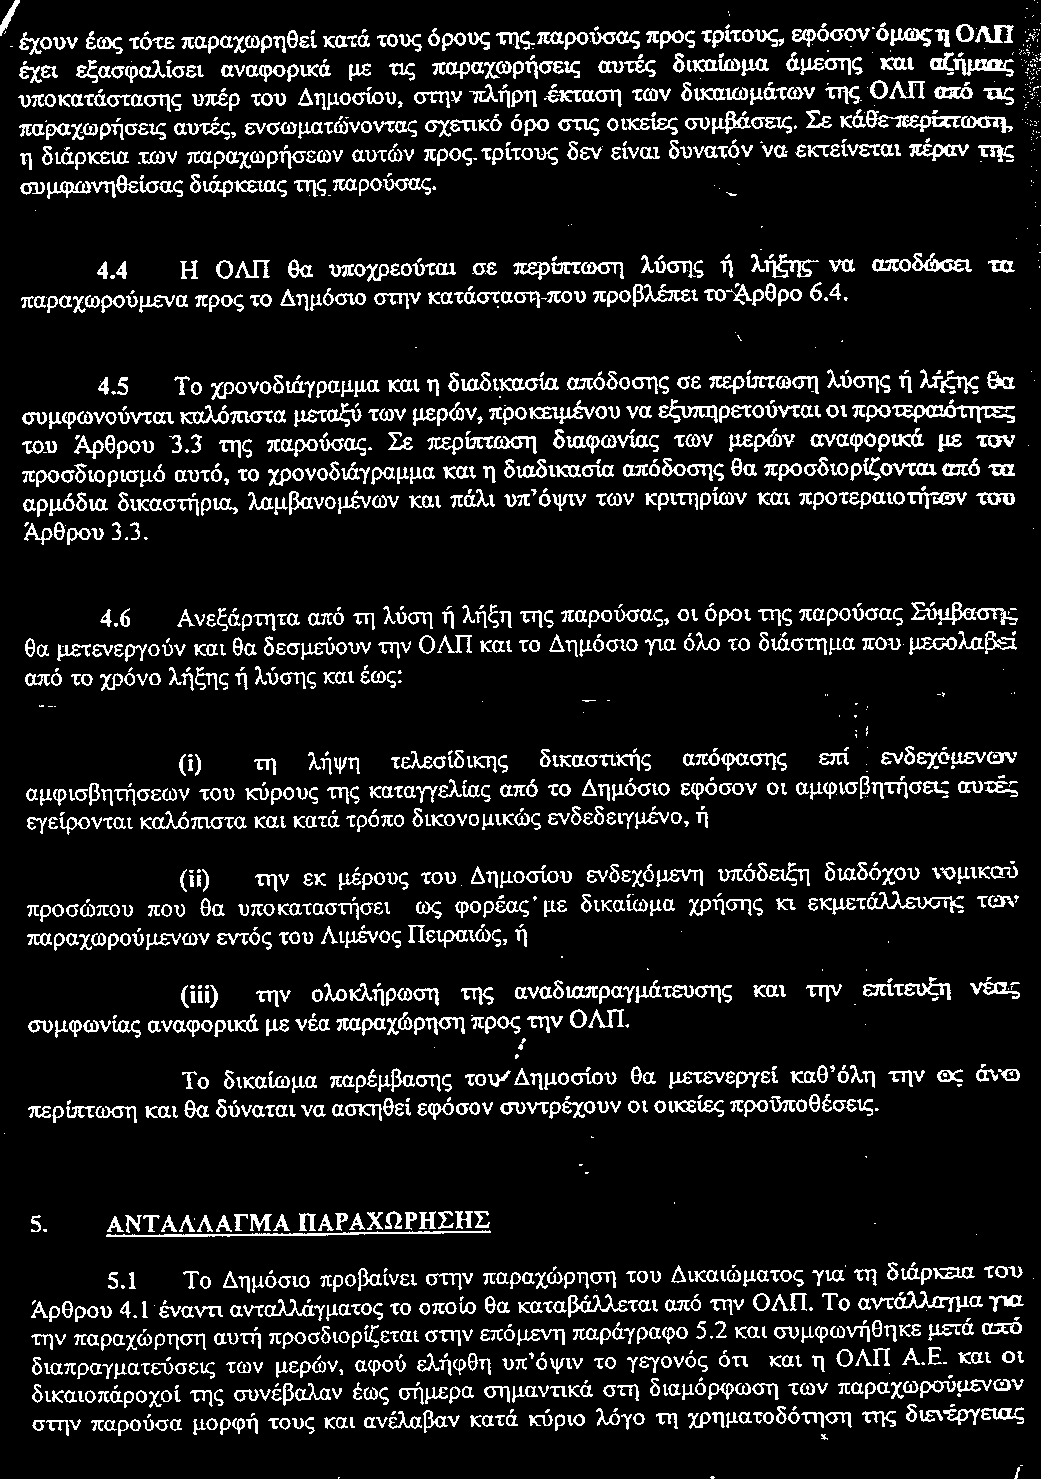 έχουν έως τότε παραχωρηθεί κατά τους όρους της παρούσας προς τρίτους, εφόσον όμως η ΟΛΠ
έχει εξασφαλίσει αναφορικά με τις παραχωρήσεις αυτές δικαίωμα άμεσης και αζήμιας
υποκατάστασης υπέρ του Δημοσίου, στην πλήρη έκταση των δικαιωμάτων της ΟΛΠ από τις
παραχωρήσεις αυτές, ενσωματώνοντας σχετικό όρο στις οικείες συμβάσεις. Σε κάθε περίπτωση,
η διάρκεια των παραχωρήσεων αυτών προς τρίτους δεν είναι δυνατόν να εκτείνεται πέραν της
συμφωνηθείσας διάρκειας της παρούσας.
4.4 Η ΟΛΠ θα υποχρεούται σε περίπτωση λύσης ή λήξης να αποδώσει τα
παραχωρούμενα προς το Δημόσιο στην κατάσταση που προβλέπει το Άρθρο 6.4.
4.5 Το χρονοδιάγραμμα και η διαδικασία απόδοσης σε περίπτωση λύσης ή λήξης θα
συμφωνούνται καλόπιστα μεταξύ των μερών, προκειμένου να εξυπηρετούνται οι προτεραιότητες
του Άρθρου 3.3 της παρούσας. Σε περίπτωση διαφωνίας των μερών αναφορικά με τον
προσδιορισμό αυτό, το χρονοδιάγραμμα και η διαδικασία απόδοσης θα προσδιορίζονται από τα
αρμόδια δικαστήρια, λαμβανομένων και πάλι υπ'όψιν των κριτηρίων και προτεραιοτήτων του
Άρθρου 3.3.
4.6 Ανεξάρτητα από τη λύση ή λήξη της παρούσας, οι όροι της παρούσας Σύμβασης
θα μετενεργούν και θα δεσμεύουν την ΟΛΠ και το Δημόσιο για όλο το διάστημα που μεσολαβεί
από το χρόνο λήξης ή λύσης και έως:
(i) τη λήψη τελεσίδικης δικαστικής απόφασης επί ενδεχόμενων
αμφισβητήσεων του κύρους της καταγγελίας από το Δημόσιο εφόσον οι αμφισβητήσεις αυτές
εγείρονται καλόπιστα και κατά τρόπο δικονομικώς ενδεδειγμένο, ή
(ii) την εκ μέρους του Δημοσίου ενδεχόμενη υπόδειξη διαδόχου νομικού
προσώπου που θα υποκαταστήσει ως φορέας με δικαίωμα χρήσης κι εκμετάλλευσης των
παραχωρούμενων εντός του Λιμένος Πειραιώς, ή
(iii) την ολοκλήρωση της αναδιαπραγμάτευσης και την επίτευξη νέας
συμφωνίας αναφορικά με νέα παραχώρηση προς την ΟΛΠ.
Το δικαίωμα παρέμβασης του Δημοσίου θα μετενεργεί καθ'όλη την ως άνω
περίπτωση και θα δύναται να ασκηθεί εφόσον συντρέχουν οι οικείες προϋποθέσεις.
5. ΑΝΤΑΛΛΑΓΜΑ ΠΑΡΑΧΩΡΗΣΗΣ
5.1 Το Δημόσιο προβαίνει στην παραχώρηση του Δικαιώματος για τη διάρκεια του
Άρθρου 4.1 έναντι ανταλλάγματος το οποίο θα καταβάλλεται από την ΟΛΠ. Το αντάλλαγμα για
την παραχώρηση αυτή προσδιορίζεται στην επόμενη παράγραφο 5.2 και συμφωνήθηκε μετά από
διαπραγματεύσεις των μερών, αφού ελήφθη υπ'όψιν το γεγονός ότι και η ΟΛΠ Α.Ε. και οι
δικαιοπάροχοί της συνέβαλαν έως σήμερα σημαντικά στη διαμόρφωση των παραχωρούμενων
στην παρούσα μορφή τους και ανέλαβαν κατά κύριο λόγο τη χρηματοδότηση της διενέργειας